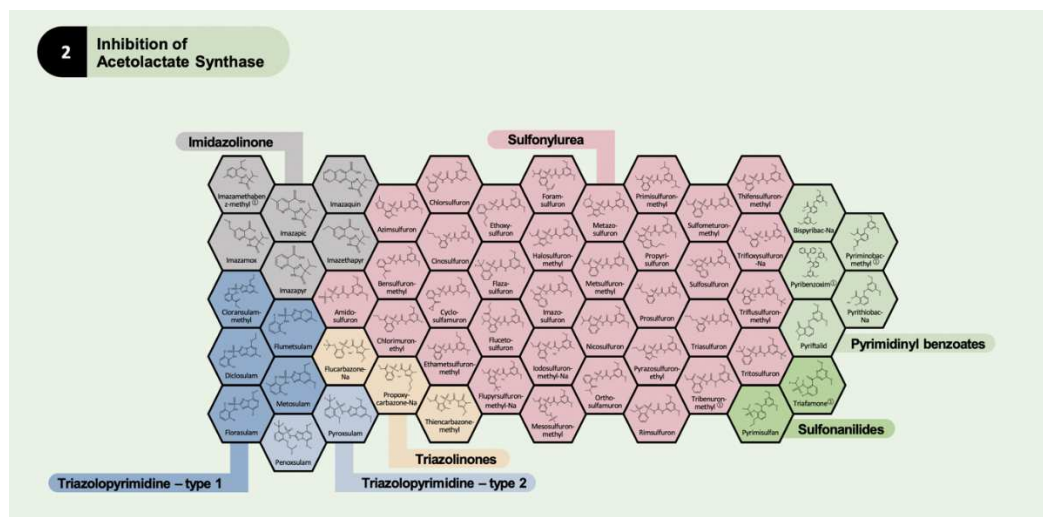 2
Inhibition of
Acetolactate Synthase
Imidazolinone
Sulfonylurea
Imazamethaben
z-methyl ①
Imazapic
Imazaquin
Imazamox
Imazapyr
Imazethapyr
Cloransulam-
methyl
Flumetsulam
Diclosulam
Metosulam
Florasulam
Penoxsulam
Pyroxsulam
Azimsulfuron
Bensulfuron-
methyl
Amido-
sulfuron
Chlorimuron-
ethyl
Flucarbazone-
Na
Propoxy-
carbazone-Na
Thiencarbazone-
methyl
Chlorsulfuron
Cinosulfuron
Cyclo-
sulfamuron
Ethametsulfuron-
methyl
Ethoxy-
sulfuron
Flaza-
sulfuron
Fluceto-
sulfuron
Flupyrsulfuron-
methyl-Na
Foram-
sulfuron
Halosulfuron-
methyl
Imazo-
sulfuron
Iodosulfuron-
methyl-Na
Mesosulfuron-
methyl
Metazo-
sulfuron
Metsulfuron-
methyl
Nicosulfuron
Ortho-
sulfamuron
Primisulfuron-
methyl
Propyri-
sulfuron
Prosulfuron
Pyrazosulfuron-
ethyl
Rimsulfuron
Sulfometuron-
methyl
Sulfosulfuron
Triasulfuron
Tribenuron-
methyl
Thifensulfuron-
methyl
Trifloxysulfuron
-Na
Triflusulfuron-
methyl
Tritosulfuron
Pyrimisulfan
Bispyribac-Na
Pyribenzoxim
Pyriftalid
Triafamone
Pyriminobac-
methyl
Pyrithiobac-
Na
Pyrimidinyl benzoates
Sulfonanilides
Triazolinones
Triazolopyrimidine – type 1
Triazolopyrimidine – type 2